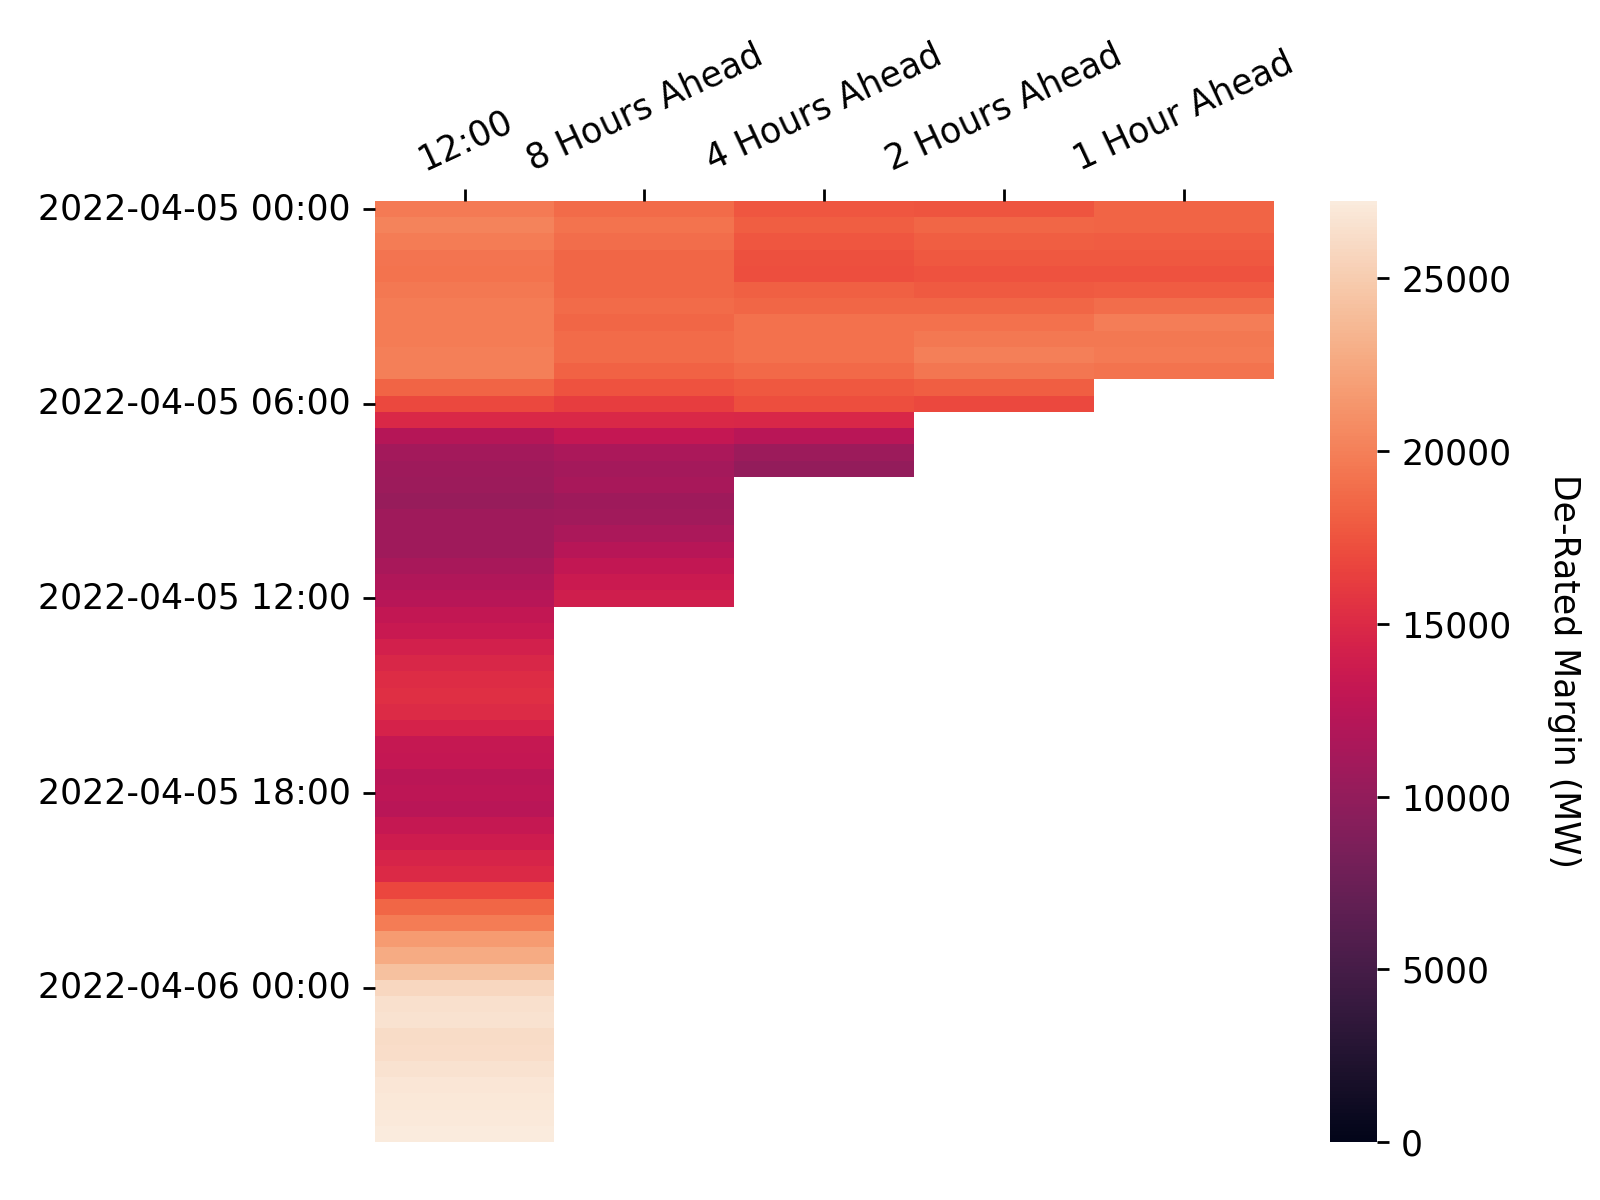 12:00
8 Hours Ahead
4 Hours Ahead
2 Hours Ahead
1 Hour Ahead
2022-04-05 00:00
2022-04-05 06:00
2022-04-05 12:00
2022-04-05 18:00
2022-04-06 00:00
25000
20000
15000
10000
5000
0
De-Rated Margin (MW)